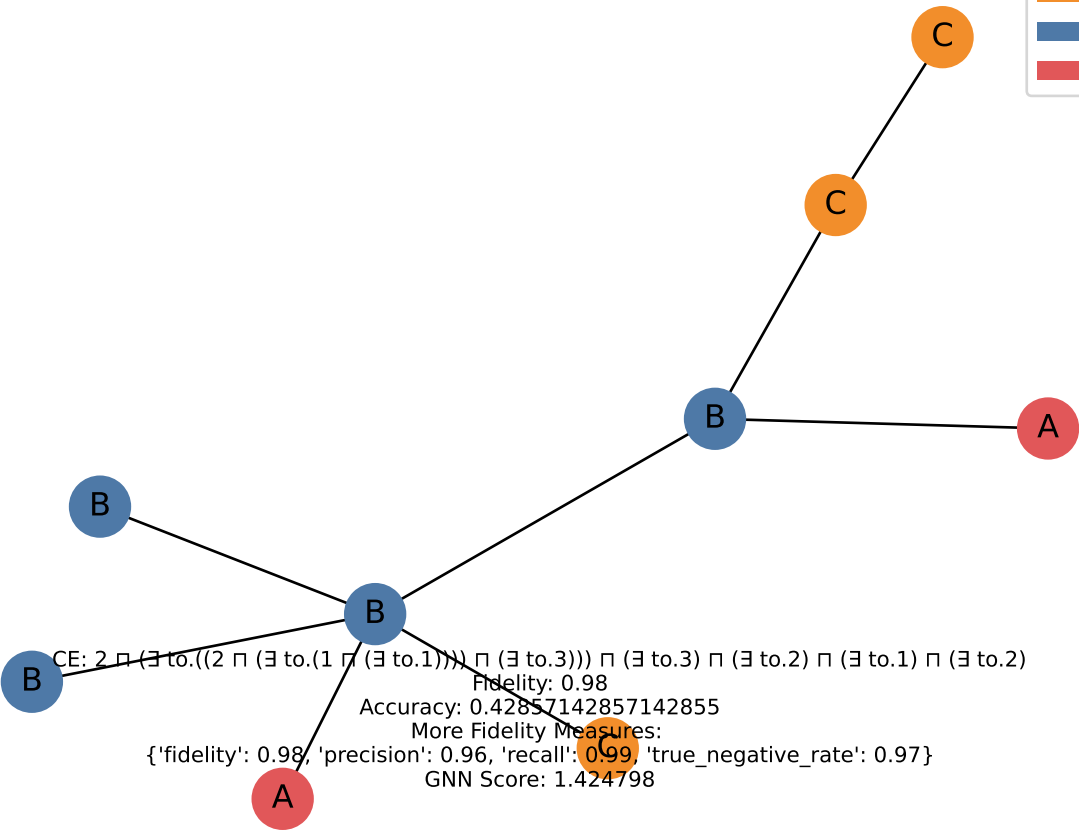 C
C
B
A
B
B
B
CE: 2 ⊓ (∃ to.((2 ⊓ (∃ to.(1 ⊓ (∃ to.1)))) ⊓ (∃ to.3))) ⊓ (∃ to.3) ⊓ (∃ to.2) ⊓ (∃ to.1) ⊓ (∃ to.2)
Fidelity: 0.98
Accuracy: 0.42857142857142855
More Fidelity Measures:
C
{'fidelity': 0.98, 'precision': 0.96, 'recall': 0.99, 'true_negative_rate': 0.97}
GNN Score: 1.424798
A